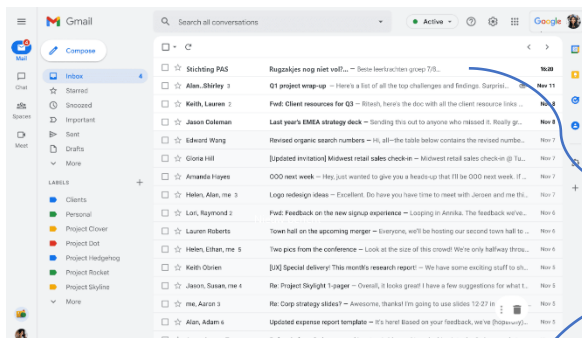 Gmail
Search all conversations
Active
Google
Mail
Compose
Chat
Inbox 4
Starred
Spaces
Snoozed
Important
Meet
Sent
Drafts
More
LABELS
Clients
Personal
Project Clover
Project Dot
Project Hedgehog
Project Rocket
Project Skyline
More
Stichting PAS Rugzakjes nog niet vol?... – Beste leerkrachten groep 7/8... 16:20
Alan..Shirley 3 Q1 project wrap-up – Here's a list of all the top challenges and findings. Surprisi... Nov 11
Keith, Lauren 2 Fwd: Client resources for Q3 – Ritesh, here's the doc with all the client resource links ... Nov 8
Jason Coleman Last year's EMEA strategy deck – Sending this out to anyone who missed it. Really gr... Nov 8
Edward Wang Revised organic search numbers – Hi, all–the table below contains the revised numbe... Nov 7
Gloria Hill [Updated invitation] Midwest retail sales check-in – Midwest retail sales check-in @ Tu... Nov 7
Amanda Hayes OOO next week – Hey, just wanted to give you a heads-up that I'll be OOO next week. If ... Nov 7
Helen, Alan, me 3 Logo redesign ideas – Excellent. Do have you have time to meet with Jeroen and me thi... Nov 7
Lori, Raymond 2 Fwd: Feedback on the new signup experience – Looping in Annika. The feedback we've... Nov 6
Lauren Roberts Town hall on the upcoming merger – Everyone, we'll be hosting our second town hall to ... Nov 6
Helen, Ethan, me 5 Two pics from the conference – Look at the size of this crowd! We're only halfway throu... Nov 6
Keith Obrien [UX] Special delivery! This month's research report! – We have some exciting stuff to sh... Nov 5
Jason, Susan, me 4 Re: Project Skylight 1-pager – Overall, it looks great! I have a few suggestions for what t... Nov 5
me, Aaron 3 Re: Corp strategy slides? – Awesome, thanks! I'm going to use slides 12-27 in Nov 5
Alan, Adam 6 Updated expense report template – It's here! Based on your feedback, we've (hopefully)... Nov 5